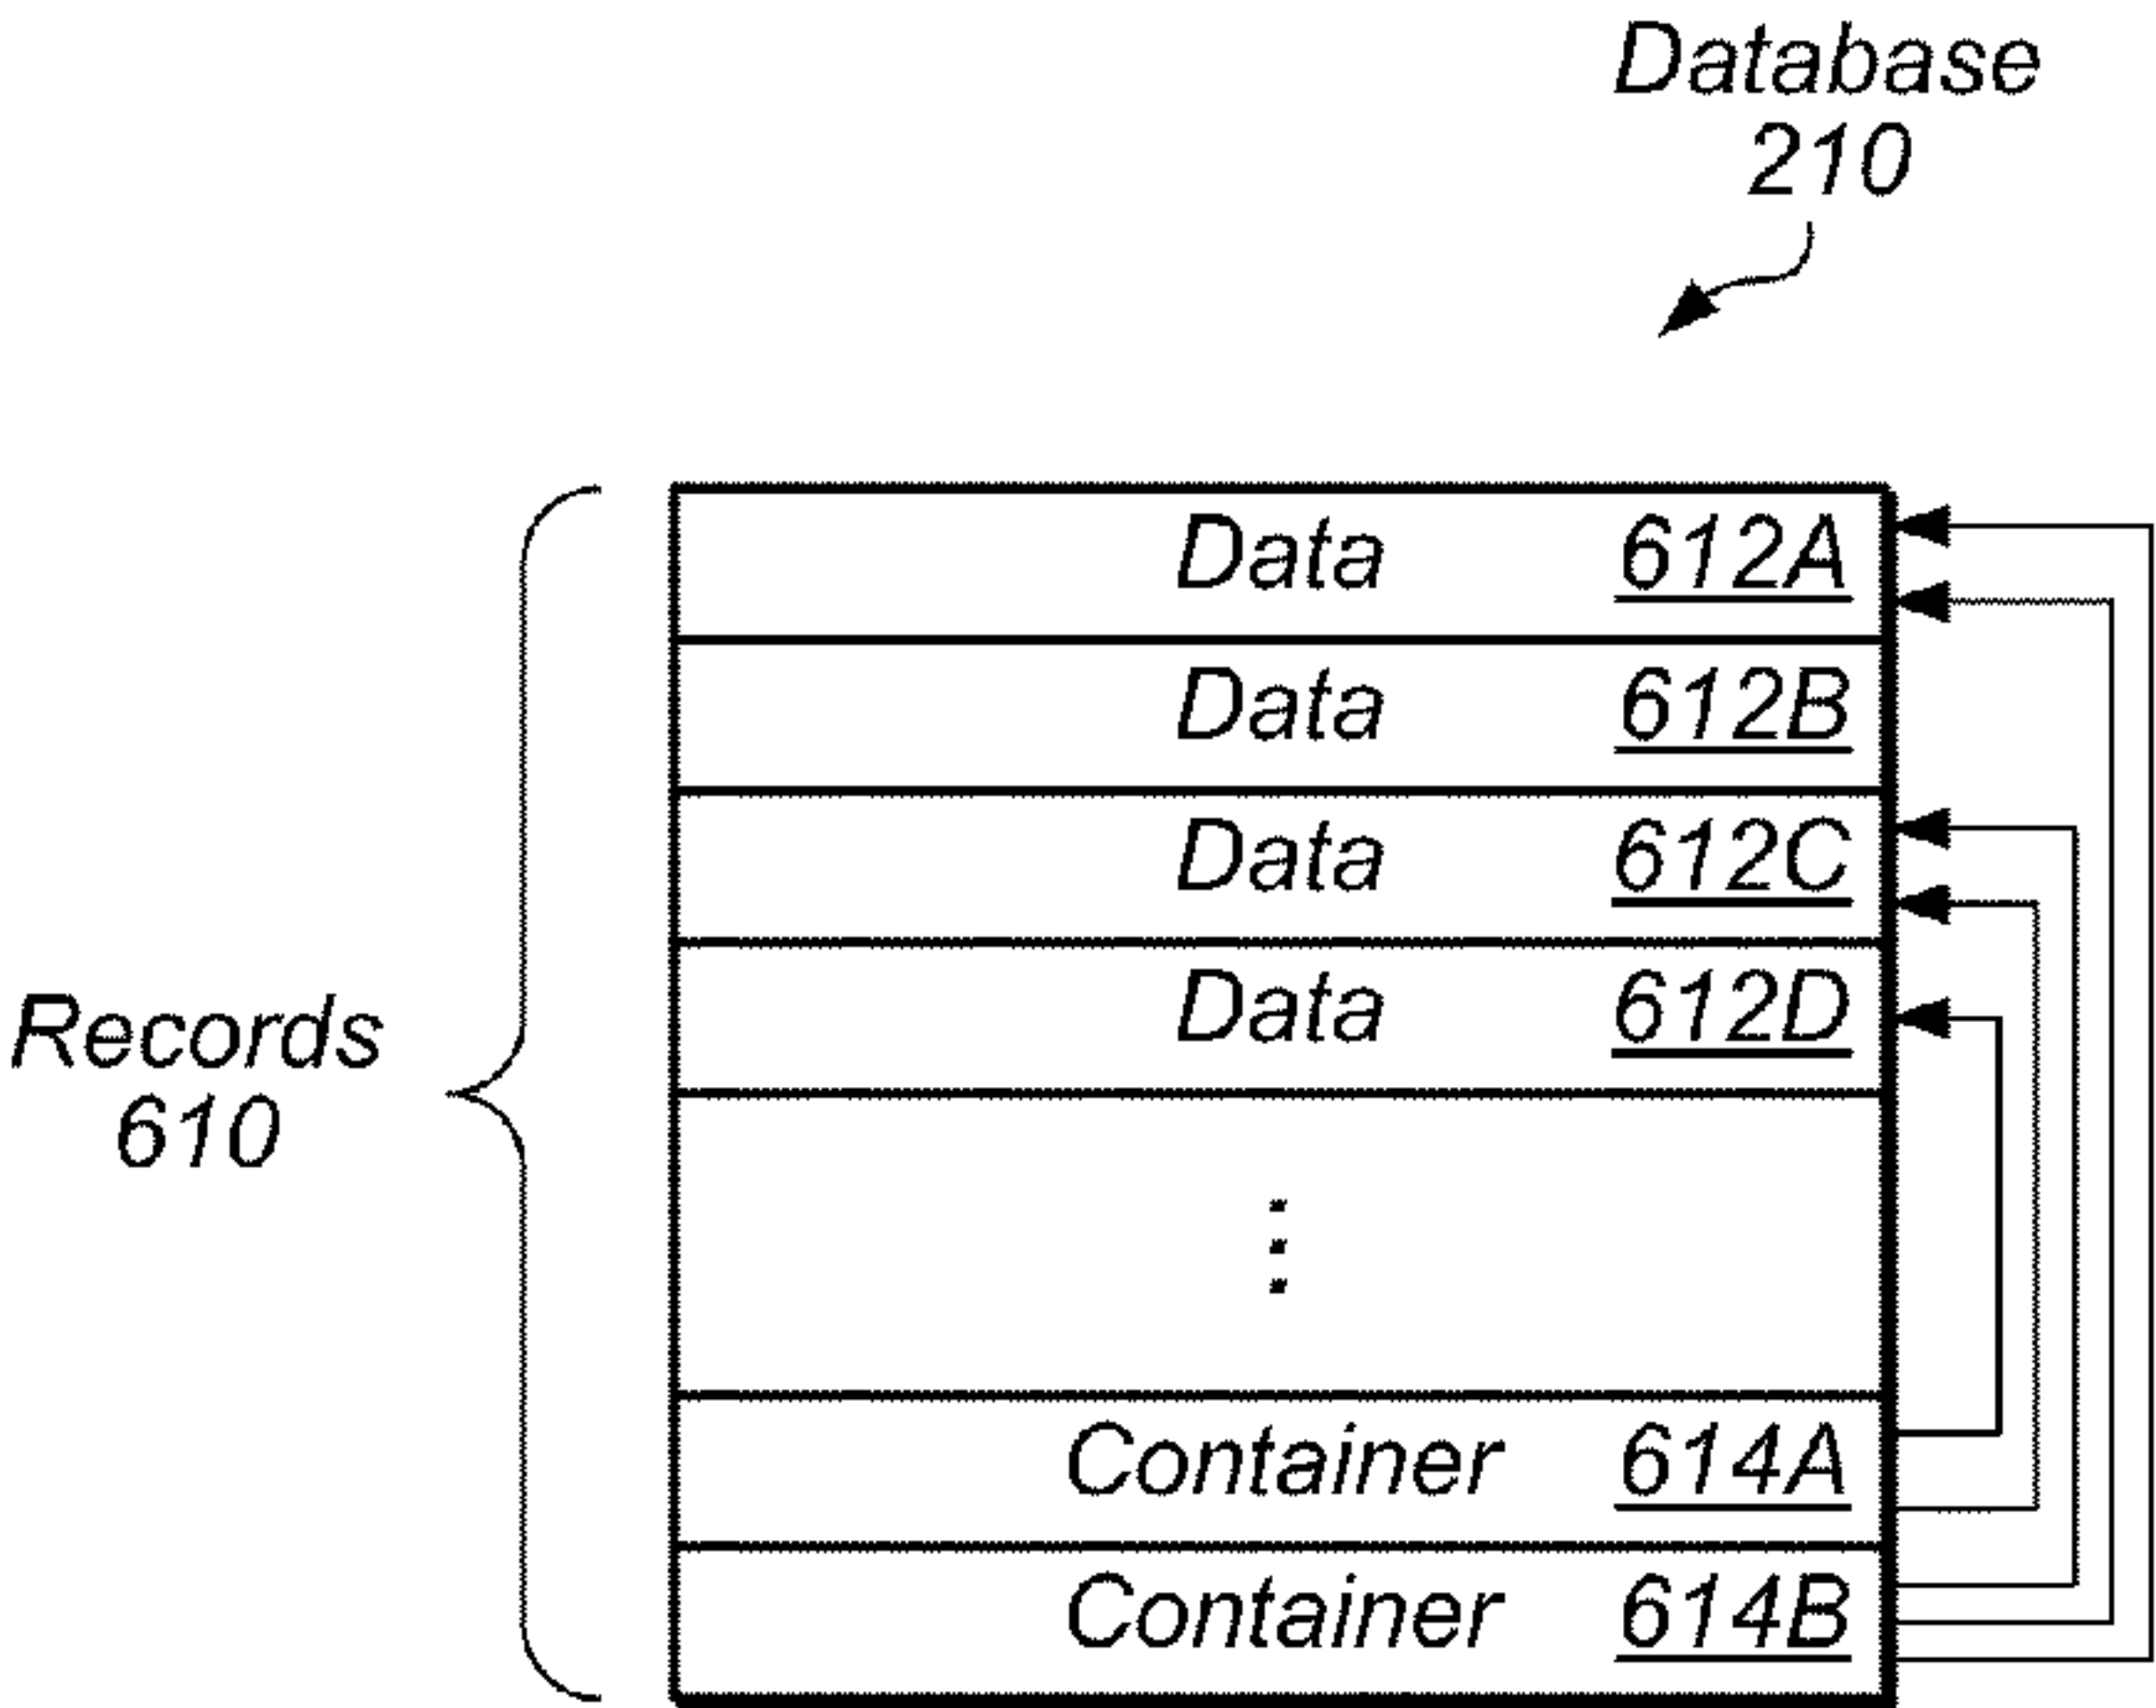 Database
210
Data 612A
Data 612B
Data 612C
Data 612D
Records
610
Container 614A
Container 614B